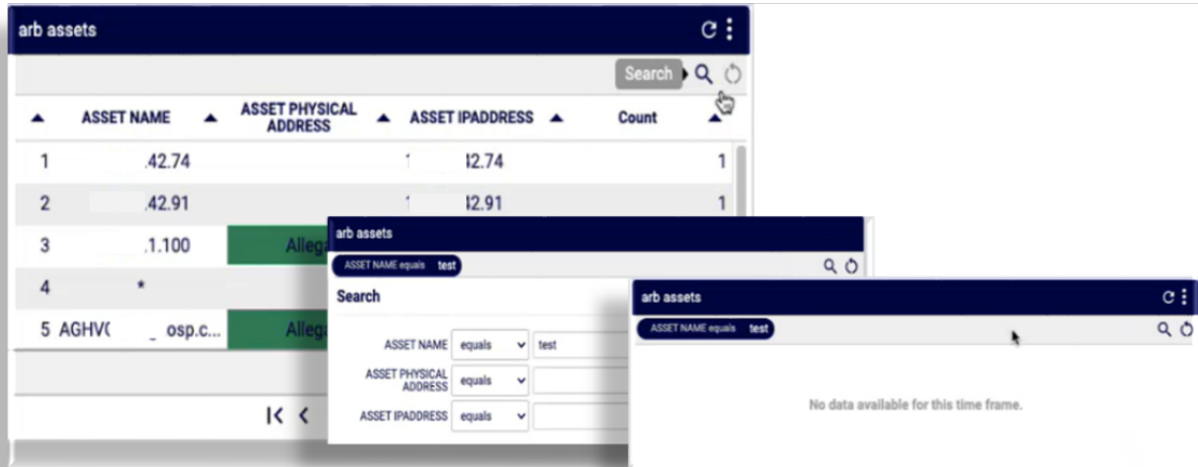 arb assets
Search
ASSET NAME ASSET PHYSICAL ADDRESS ASSET IPADDRESS Count
1 .42.74 42.74 1
2 .42.91 42.91 1
3 .1.100
4 *
5 AGHV( _ osp.c...
arb assets
ASSET NAME equals test
Search
ASSET NAME equals test
ASSET PHYSICAL ADDRESS equals
ASSET IPADDRESS equals
arb assets
ASSET NAME equals test
No data available for this time frame.